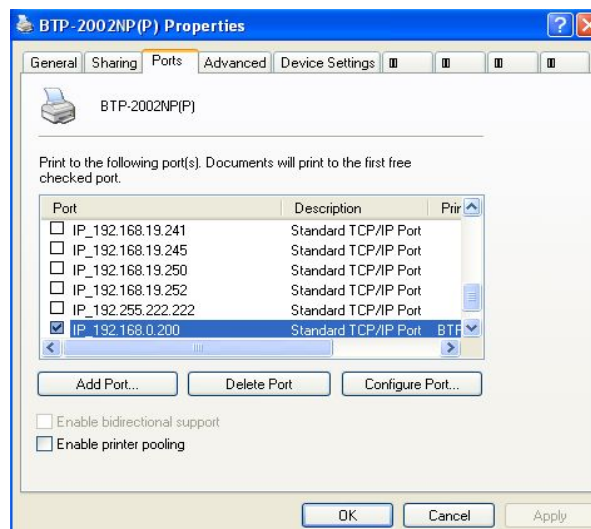 BTP-2002NP(P) Properties
General Sharing Ports Advanced Device Settings
BTP-2002NP(P)
Print to the following port(s). Documents will print to the first free
checked port.
Port Description Prir
IP_192.168.19.241 Standard TCP/IP Port
IP_192.168.19.245 Standard TCP/IP Port
IP_192.168.19.250 Standard TCP/IP Port
IP_192.168.19.252 Standard TCP/IP Port
IP_192.255.222.222 Standard TCP/IP Port
IP_192.168.0.200 Standard TCP/IP Port BTP
Add Port... Delete Port Configure Port...
Enable bidirectional support
Enable printer pooling
OK Cancel Apply